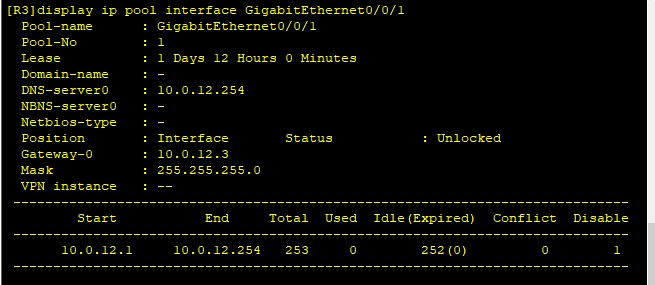 [R3]display ip pool interface GigabitEthernet0/0/1
Pool-name : GigabitEthernet0/0/1
Pool-No : 1
Lease : 1 Days 12 Hours 0 Minutes
Domain-name : -
DNS-server0 : 10.0.12.254
NBNS-server0 : -
Netbios-type : -
Position : Interface Status : Unlocked
Gateway-0 : 10.0.12.3
Mask : 255.255.255.0
VPN instance : --
-----------------------------------------------------------------------------
Start End Total Used Idle(Expired) Conflict Disable
-----------------------------------------------------------------------------
10.0.12.1 10.0.12.254 253 0 252(0) 0 1
-----------------------------------------------------------------------------